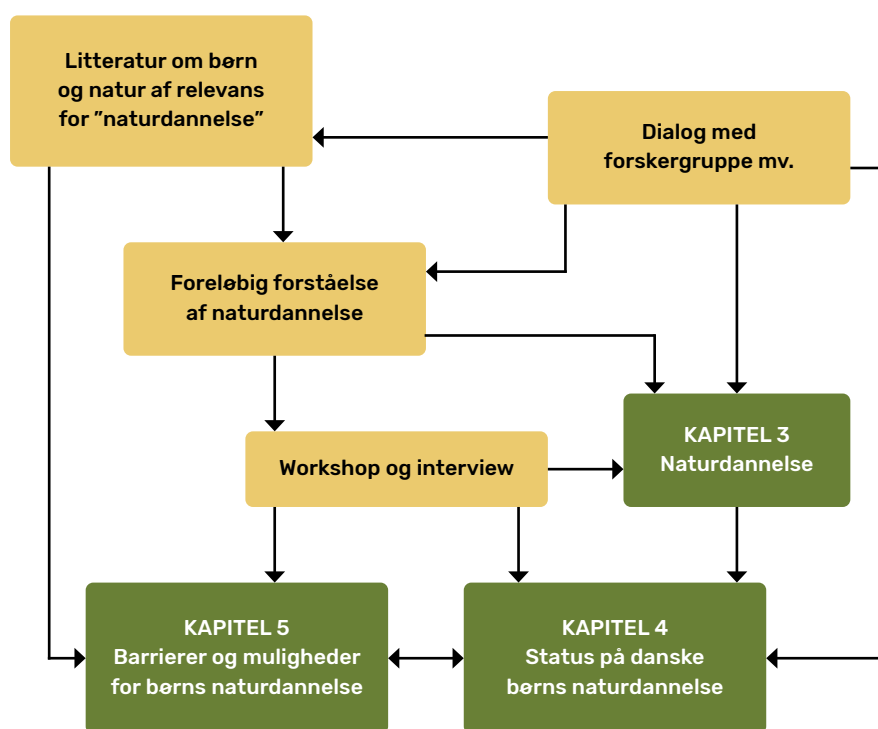 Litteratur om børn
og natur af relevans
for ”naturdannelse”
Dialog med
forskergruppe mv.
Foreløbig forståelse
af naturdannelse
KAPITEL 3
Naturdannelse
Workshop og interview
KAPITEL 5
Barrierer og muligheder
for børns naturdannelse
KAPITEL 4
Status på danske
børns naturdannelse